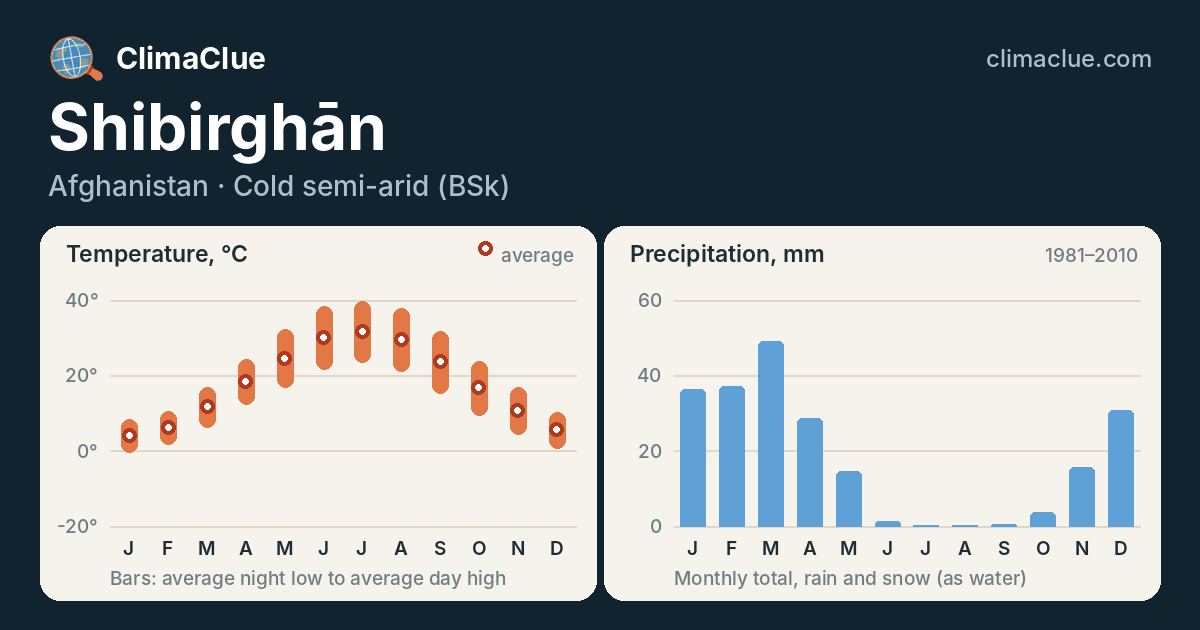 ClimaClue
climaclue.com
Shibirghān
Afghanistan · Cold semi-arid (BSk)
Temperature, °C
average
40°
20°
0°
-20°
J F M A M J J A S O N D
Bars: average night low to average day high
Precipitation, mm
1981–2010
60
40
20
0
J F M A M J J A S O N D
Monthly total, rain and snow (as water)